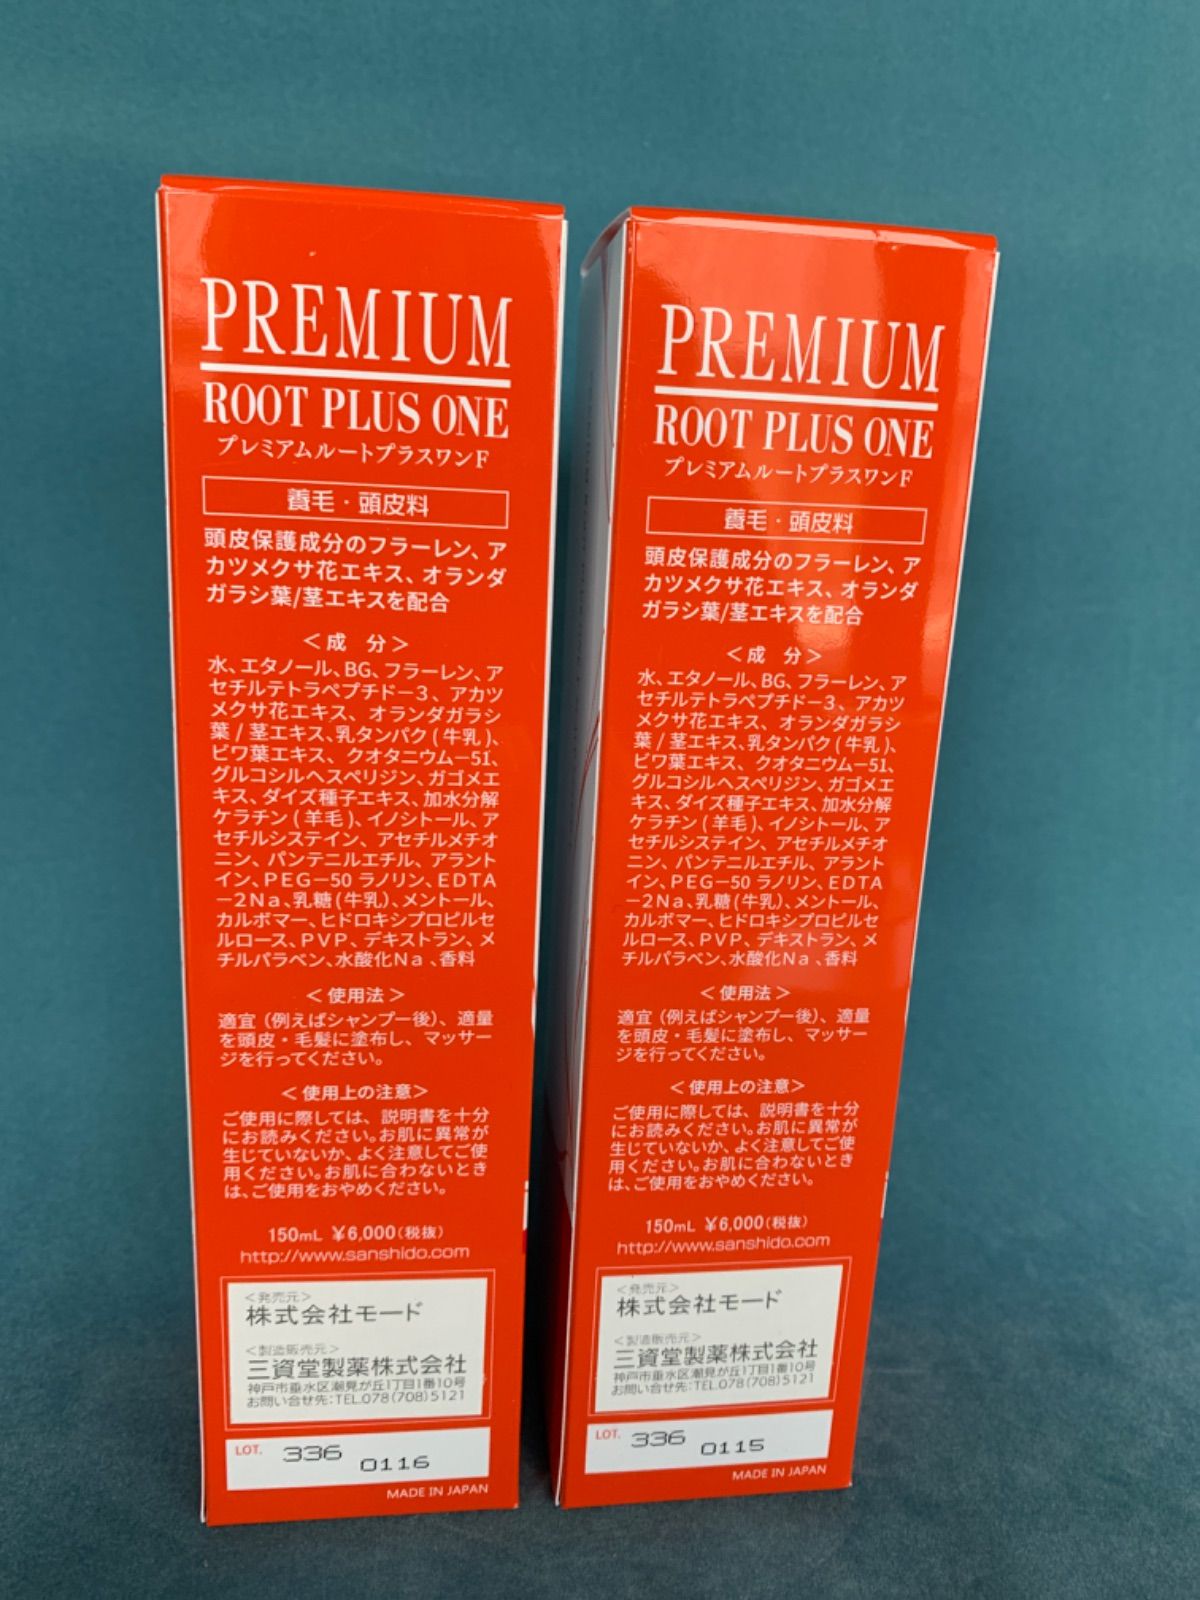 PREMIUM
ROOT PLUS ONE
プレミアムルートプラスワンF
養毛・頭皮料
頭皮保護成分のフラーレン、ア
カツメクサ花エキス、オランダ
ガラシ葉/茎エキスを配合
＜成 分＞
水、エタノール、BG、フラーレン、ア
セチルテトラペプチドー3、アカツ
メクサ花エキス、オランダガラシ
葉/茎エキス、乳タンパク(牛乳)、
ビワ葉エキス、クオタニウムー51、
グルコシルヘスペリジン、ガゴメエ
キス、ダイズ種子エキス、加水分解
ケラチン(羊毛)、イノシトール、ア
セチルシステイン、アセチルメチオ
ニン、パンテニルエチル、アラント
イン、PEGー50 ラノリン、EDTA
ー2Na、乳糖(牛乳)、メントール、
カルボマー、ヒドロキシプロピルセ
ルロース、PVP、デキストラン、メ
チルパラベン、水酸化Na、香料
＜使用法＞
適宜（例えばシャンプー後）、適量
を頭皮・毛髪に塗布し、マッサー
ジを行ってください。
＜使用上の注意＞
ご使用に際しては、説明書を十分
にお読みください。お肌に異常が
生じていないか、よく注意してご使
用ください。お肌に合わないとき
は、ご使用をおやめください。
150mL ¥6,000（税抜）
http://www.sanshido.com
＜発売元＞
株式会社モード
＜製造販売元＞
三資堂製薬株式会社
神戸市垂水区潮見が丘1丁目1番10号
お問い合せ先：TEL.078(708)5121
LOT. 336 0116
MADE IN JAPAN
PREMIUM
ROOT PLUS ONE
プレミアムルートプラスワンF
養毛・頭皮料
頭皮保護成分のフラーレン、ア
カツメクサ花エキス、オランダ
ガラシ葉/茎エキスを配合
＜成 分＞
水、エタノール、BG、フラーレン、ア
セチルテトラペプチドー3、アカツ
メクサ花エキス、オランダガラシ
葉/茎エキス、乳タンパク(牛乳)、
ビワ葉エキス、クオタニウムー51、
グルコシルヘスペリジン、ガゴメエ
キス、ダイズ種子エキス、加水分解
ケラチン(羊毛)、イノシトール、ア
セチルシステイン、アセチルメチオ
ニン、パンテニルエチル、アラント
イン、PEGー50 ラノリン、EDTA
ー2Na、乳糖(牛乳)、メントール、
カルボマー、ヒドロキシプロピルセ
ルロース、PVP、デキストラン、メ
チルパラベン、水酸化Na、香料
＜使用法＞
適宜（例えばシャンプー後）、適量
を頭皮・毛髪に塗布し、マッサー
ジを行ってください。
＜使用上の注意＞
ご使用に際しては、説明書を十分
にお読みください。お肌に異常が
生じていないか、よく注意してご使
用ください。お肌に合わないとき
は、ご使用をおやめください。
150mL ¥6,000（税抜）
http://www.sanshido.com
＜発売元＞
株式会社モード
＜製造販売元＞
三資堂製薬株式会社
神戸市垂水区潮見が丘1丁目1番10号
お問い合せ先：TEL.078(708)5121
LOT. 336 0115
MADE IN JAPAN